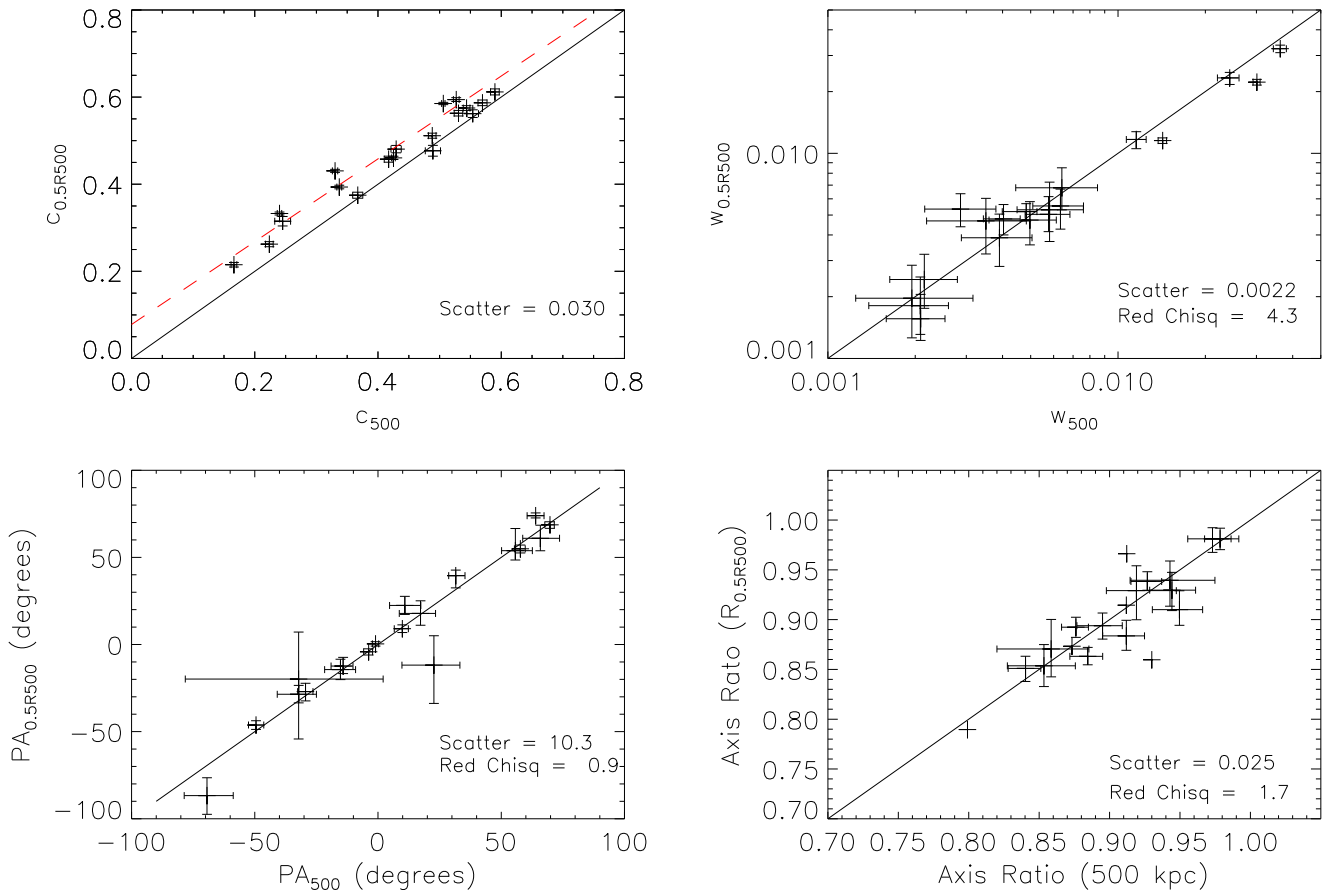 0.8
0.6
0.4
0.2
0.0
C0.5R500
Scatter = 0.030
0.0 0.2 0.4 0.6 0.8
C500
0.010
0.001
W0.5R500
Scatter = 0.0022
Red Chisq = 4.3
0.001 0.010
W500
100
50
0
−50
−100
PA0.5R500 (degrees)
Scatter = 10.3
Red Chisq = 0.9
−100 −50 0 50 100
PA500 (degrees)
1.00
0.95
0.90
0.85
0.80
0.75
0.70
Axis Ratio (R0.5R500)
Scatter = 0.025
Red Chisq = 1.7
0.70 0.75 0.80 0.85 0.90 0.95 1.00
Axis Ratio (500 kpc)